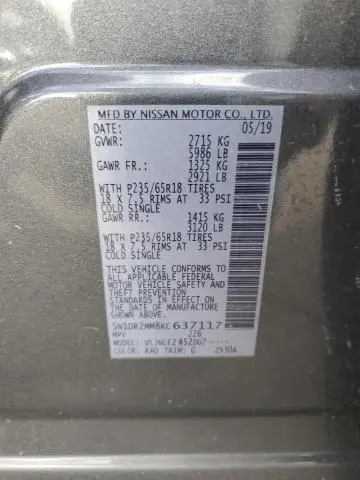 MFD BY NISSAN MOTOR CO., LTD.
DATE: 05/19
GVWR: 2715 KG
5986 LB
GAWR FR.: 1325 KG
2921 LB
WITH P235/65R18 TIRES
18 X 7.5 RIMS AT 33 PSI
COLD SINGLE
GAWR RR.: 1415 KG
3120 LB
WITH P235/65R18 TIRES
18 X 7.5 RIMS AT 33 PSI
COLD SINGLE
THIS VEHICLE CONFORMS TO
ALL APPLICABLE FEDERAL
MOTOR VEHICLE SAFETY
STANDARDS IN EFFECT ON
THE DATE OF MANUFACTURE
SHOWN ABOVE.
5N1DR2MM8KC637117
MPV 226
MODEL:
COLOR: KAD TRIM: G 2930A